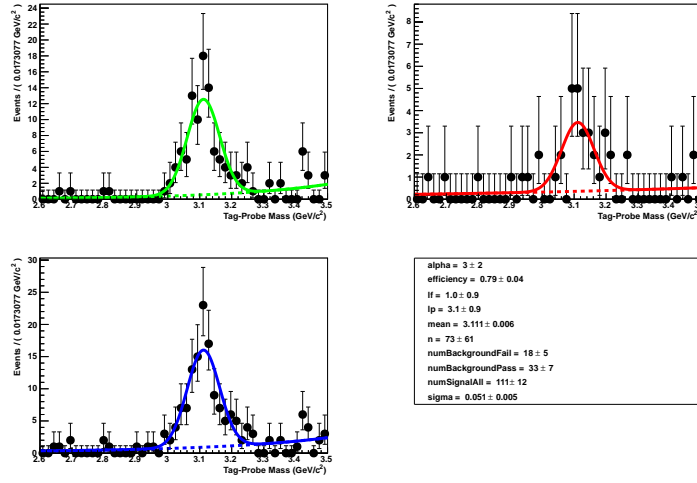 Events / ( 0.0173077 GeV/c² )
24
22
20
18
16
14
12
10
8
6
4
2
0
2.6 2.7 2.8 2.9 3 3.1 3.2 3.3 3.4 3.5
Tag-Probe Mass (GeV/c²)
Events / ( 0.0173077 GeV/c² )
8
7
6
5
4
3
2
1
0
2.6 2.7 2.8 2.9 3 3.1 3.2 3.3 3.4 3.5
Tag-Probe Mass (GeV/c²)
Events / ( 0.0173077 GeV/c² )
30
25
20
15
10
5
0
2.6 2.7 2.8 2.9 3 3.1 3.2 3.3 3.4 3.5
Tag-Probe Mass (GeV/c²)
alpha = 3 ± 2
efficiency = 0.79 ± 0.04
lf = 1.0 ± 0.9
lp = 3.1 ± 0.9
mean = 3.111 ± 0.006
n = 73 ± 61
numBackgroundFail = 18 ± 5
numBackgroundPass = 33 ± 7
numSignalAll = 111 ± 12
sigma = 0.051 ± 0.005